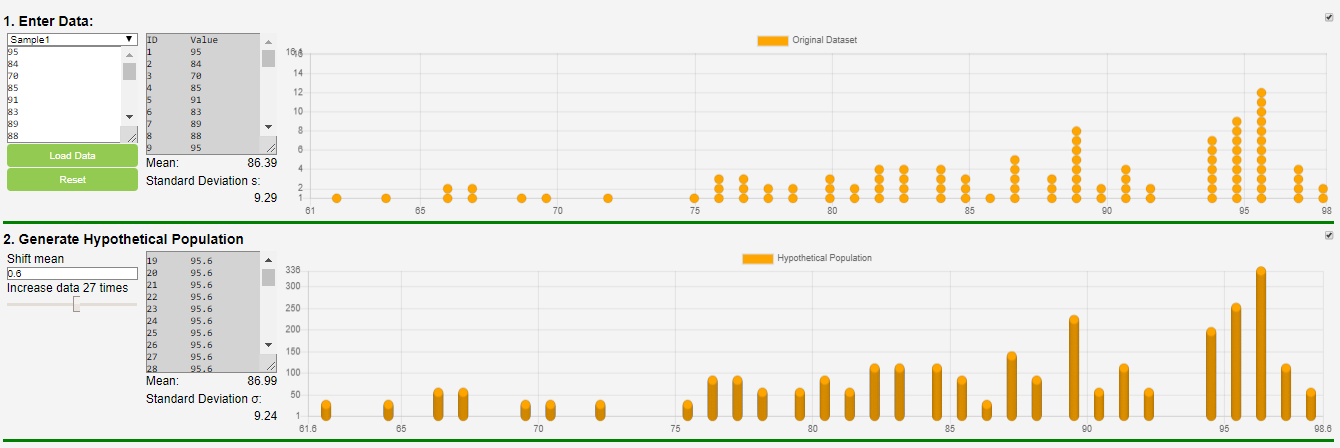 1. Enter Data:
Sample1
95
84
70
85
91
83
89
88
Load Data
Reset
ID Value
1 95
2 84
3 70
4 85
5 91
6 83
7 89
8 88
9 95
Mean: 86.39
Standard Deviation s:
9.29
Original Dataset
16
14
12
10
8
6
4
2
1
61 65 70 75 80 85 90 95 98
2. Generate Hypothetical Population
Shift mean
0.6
Increase data 27 times
19 95.6
20 95.6
21 95.6
22 95.6
23 95.6
24 95.6
25 95.6
26 95.6
27 95.6
28 95.6
Mean: 86.99
Standard Deviation σ:
9.24
Hypothetical Population
336
300
250
200
150
100
50
1
61.6 65 70 75 80 85 90 95 98.6